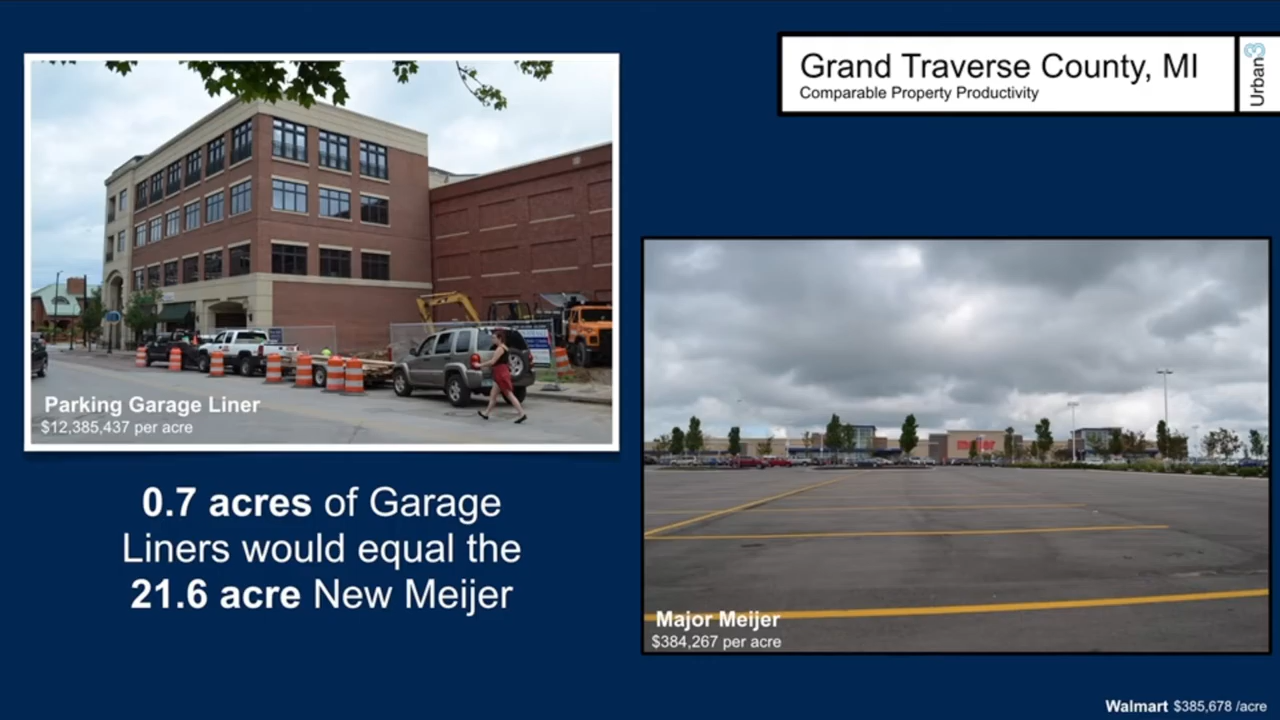 Grand Traverse County, MI
Comparable Property Productivity
Urban3
Parking Garage Liner
$12,385,437 per acre
0.7 acres of Garage
Liners would equal the
21.6 acre New Meijer
meijer
Major Meijer
$384,267 per acre
Walmart $385,678 /acre